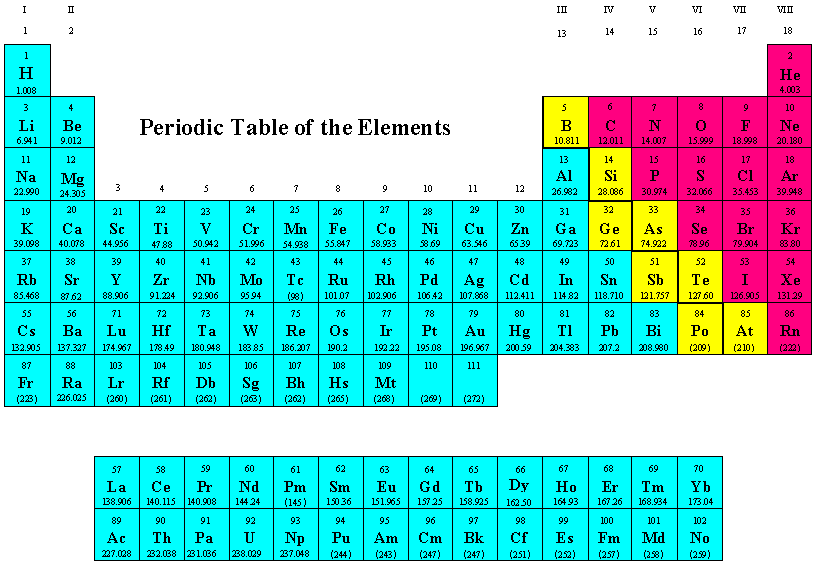 I II III IV V VI VII VIII
1 2 13 14 15 16 17 18
1 2
H He
1.008 4.003
3 4 5 6 7 8 9 10
Li Be Periodic Table of the Elements B C N O F Ne
6.941 9.012 10.811 12.011 14.007 15.999 18.998 20.180
11 12 13 14 15 16 17 18
Na Mg Al Si P S Cl Ar
22.990 24.305 3 4 5 6 7 8 9 10 11 12 26.982 28.086 30.974 32.066 35.453 39.948
19 20 21 22 23 24 25 26 27 28 29 30 31 32 33 34 35 36
K Ca Sc Ti V Cr Mn Fe Co Ni Cu Zn Ga Ge As Se Br Kr
39.098 40.078 44.956 47.88 50.942 51.996 54.938 55.847 58.933 58.69 63.546 65.39 69.723 72.61 74.922 78.96 79.904 83.80
37 38 39 40 41 42 43 44 45 46 47 48 49 50 51 52 53 54
Rb Sr Y Zr Nb Mo Tc Ru Rh Pd Ag Cd In Sn Sb Te I Xe
85.468 87.62 88.906 91.224 92.906 95.94 (98) 101.07 102.906 106.42 107.868 112.411 114.82 118.710 121.757 127.60 126.905 131.29
55 56 71 72 73 74 75 76 77 78 79 80 81 82 83 84 85 86
Cs Ba Lu Hf Ta W Re Os Ir Pt Au Hg Tl Pb Bi Po At Rn
132.905 137.327 174.967 178.49 180.948 183.85 186.207 190.2 192.22 195.08 196.967 200.59 204.383 207.2 208.980 (209) (210) (222)
87 88 103 104 105 106 107 108 109 110 111
Fr Ra Lr Rf Db Sg Bh Hs Mt
(223) 226.025 (260) (261) (262) (263) (262) (265) (268) (269) (272)
57 58 59 60 61 62 63 64 65 66 67 68 69 70
La Ce Pr Nd Pm Sm Eu Gd Tb Dy Ho Er Tm Yb
138.906 140.115 140.908 144.24 (145) 150.36 151.965 157.25 158.925 162.50 164.93 167.26 168.934 173.04
89 90 91 92 93 94 95 96 97 98 99 100 101 102
Ac Th Pa U Np Pu Am Cm Bk Cf Es Fm Md No
227.028 232.038 231.036 238.029 237.048 (244) (243) (247) (247) (251) (252) (257) (258) (259)